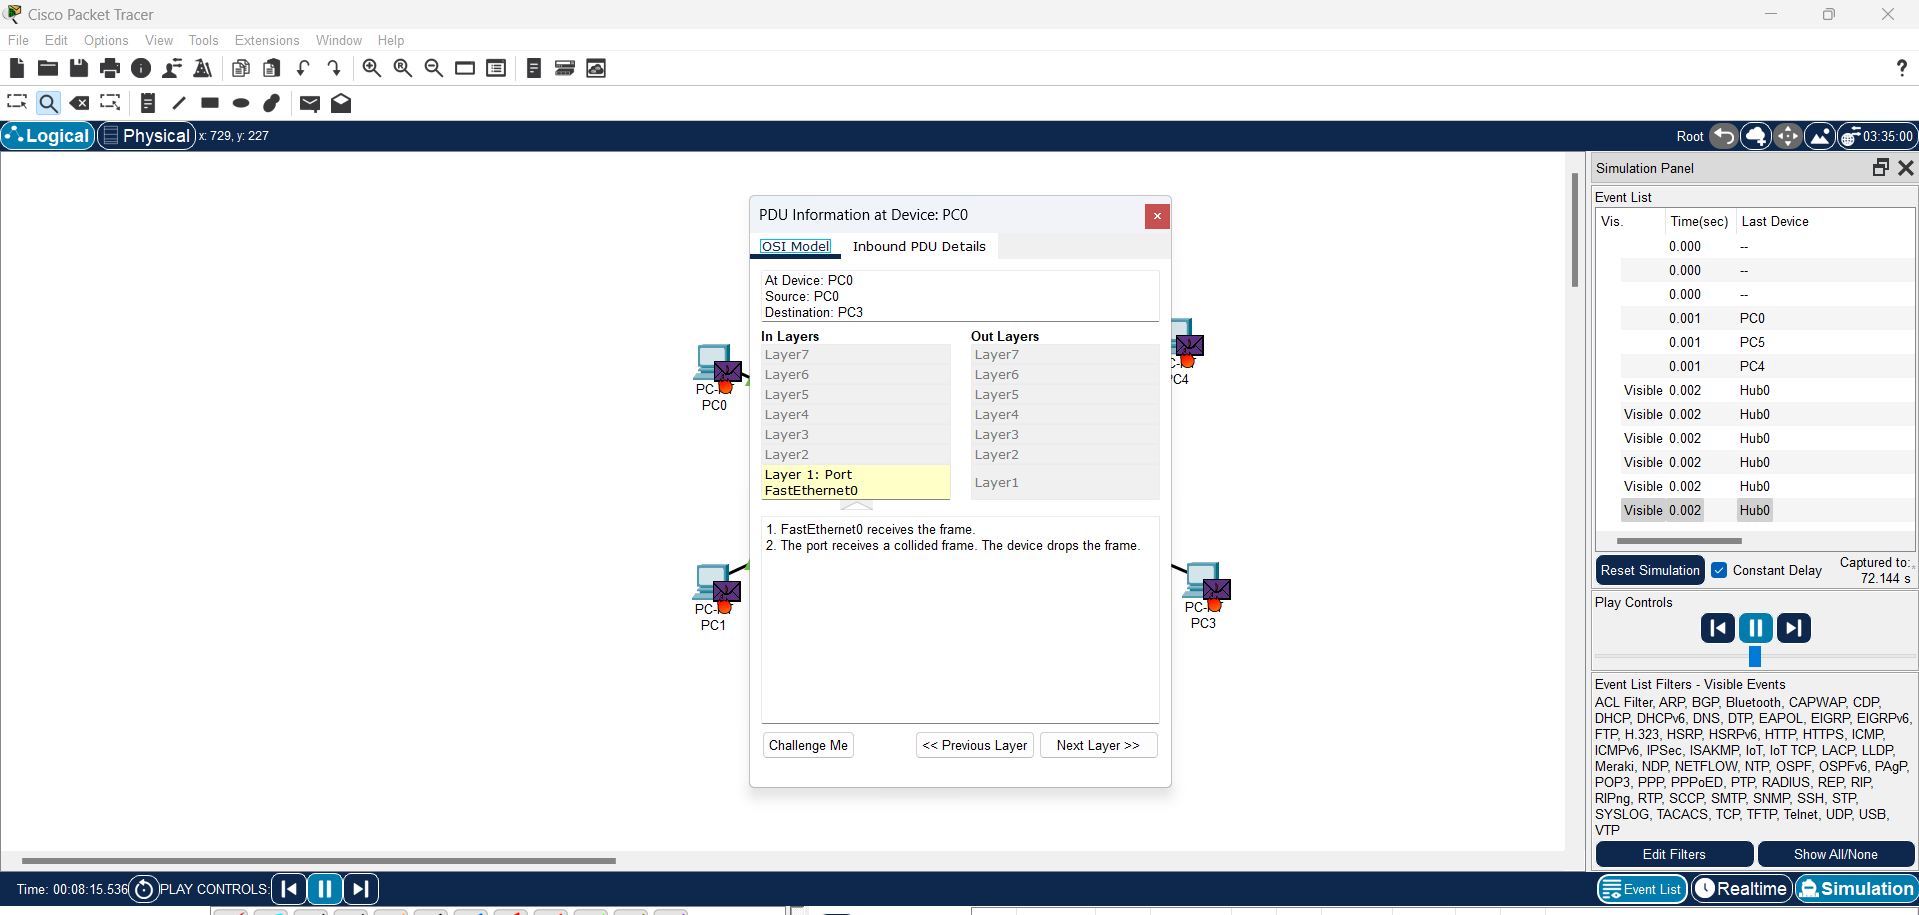 Cisco Packet Tracer
File Edit Options View Tools Extensions Window Help
?
Logical Physical x: 729, y: 227 Root 03:35:00
Simulation Panel
Event List
Vis. Time(sec) Last Device
0.000 --
0.000 --
0.000 --
0.001 PC0
0.001 PC5
0.001 PC4
Visible 0.002 Hub0
Visible 0.002 Hub0
Visible 0.002 Hub0
Visible 0.002 Hub0
Visible 0.002 Hub0
Visible 0.002 Hub0
Reset Simulation Constant Delay Captured to:
72.144 s
Play Controls
Event List Filters - Visible Events
ACL Filter, ARP, BGP, Bluetooth, CAPWAP, CDP,
DHCP, DHCPv6, DNS, DTP, EAPOL, EIGRP, EIGRPv6,
FTP, H.323, HSRP, HSRPv6, HTTP, HTTPS, ICMP,
ICMPv6, IPSec, ISAKMP, IoT, IoT TCP, LACP, LLDP,
Meraki, NDP, NETFLOW, NTP, OSPF, OSPFv6, PAgP,
POP3, PPP, PPPoED, PTP, RADIUS, REP, RIP,
RIPng, RTP, SCCP, SMTP, SNMP, SSH, STP,
SYSLOG, TACACS, TCP, TFTP, Telnet, UDP, USB,
VTP
Edit Filters Show All/None
PDU Information at Device: PC0
OSI Model Inbound PDU Details
At Device: PC0
Source: PC0
Destination: PC3
In Layers Out Layers
Layer7 Layer7
Layer6 Layer6
Layer5 Layer5
Layer4 Layer4
Layer3 Layer3
Layer2 Layer2
Layer 1: Port
FastEthernet0 Layer1
1. FastEthernet0 receives the frame.
2. The port receives a collided frame. The device drops the frame.
Challenge Me << Previous Layer Next Layer >>
PC0
PC1
PC3
Time: 00:08:15.536 PLAY CONTROLS:
Event List Realtime Simulation